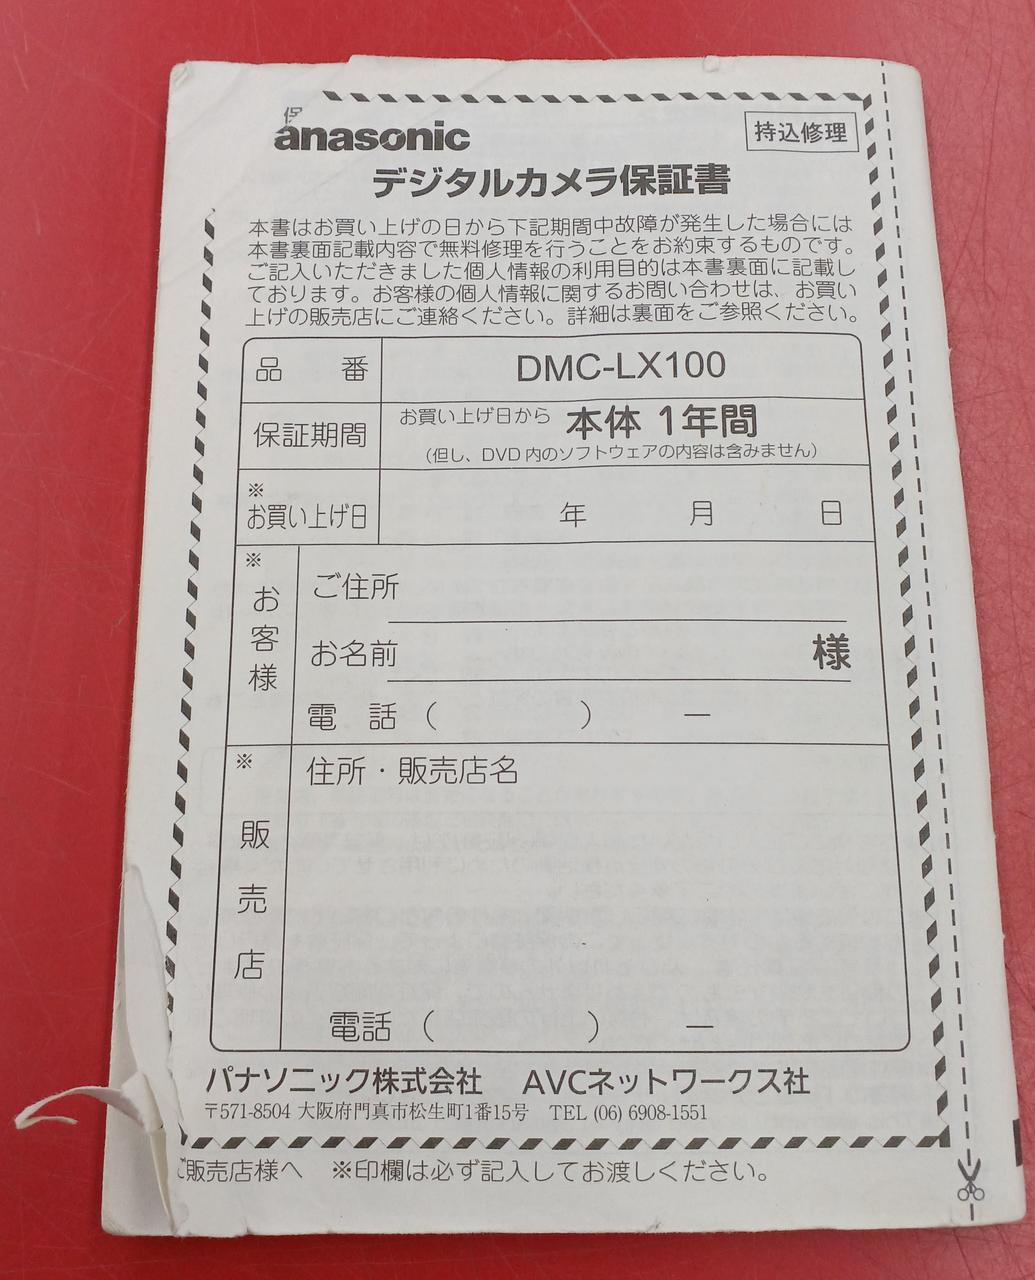 anasonic
持込修理
デジタルカメラ保証書
本書はお買い上げの日から下記期間中故障が発生した場合には
本書裏面記載内容で無料修理を行うことをお約束するものです。
ご記入いただきました個人情報の利用目的は本書裏面に記載し
ております。お客様の個人情報に関するお問い合わせは、お買い
上げの販売店にご連絡ください。詳細は裏面をご参照ください。
品 番 DMC-LX100
保証期間 お買い上げ日から 本体 1年間
(但し、DVD 内のソフトウェアの内容は含みません)
※
お買い上げ日 年 月 日
※
お客様
ご住所
お名前 様
電 話 ( ) ー
※
販売店
住所・販売店名
電話 ( ) ー
パナソニック株式会社 AVCネットワークス社
〒571-8504 大阪府門真市松生町1番15号 TEL (06) 6908-1551
ご販売店様へ ※印欄は必ず記入してお渡しください。